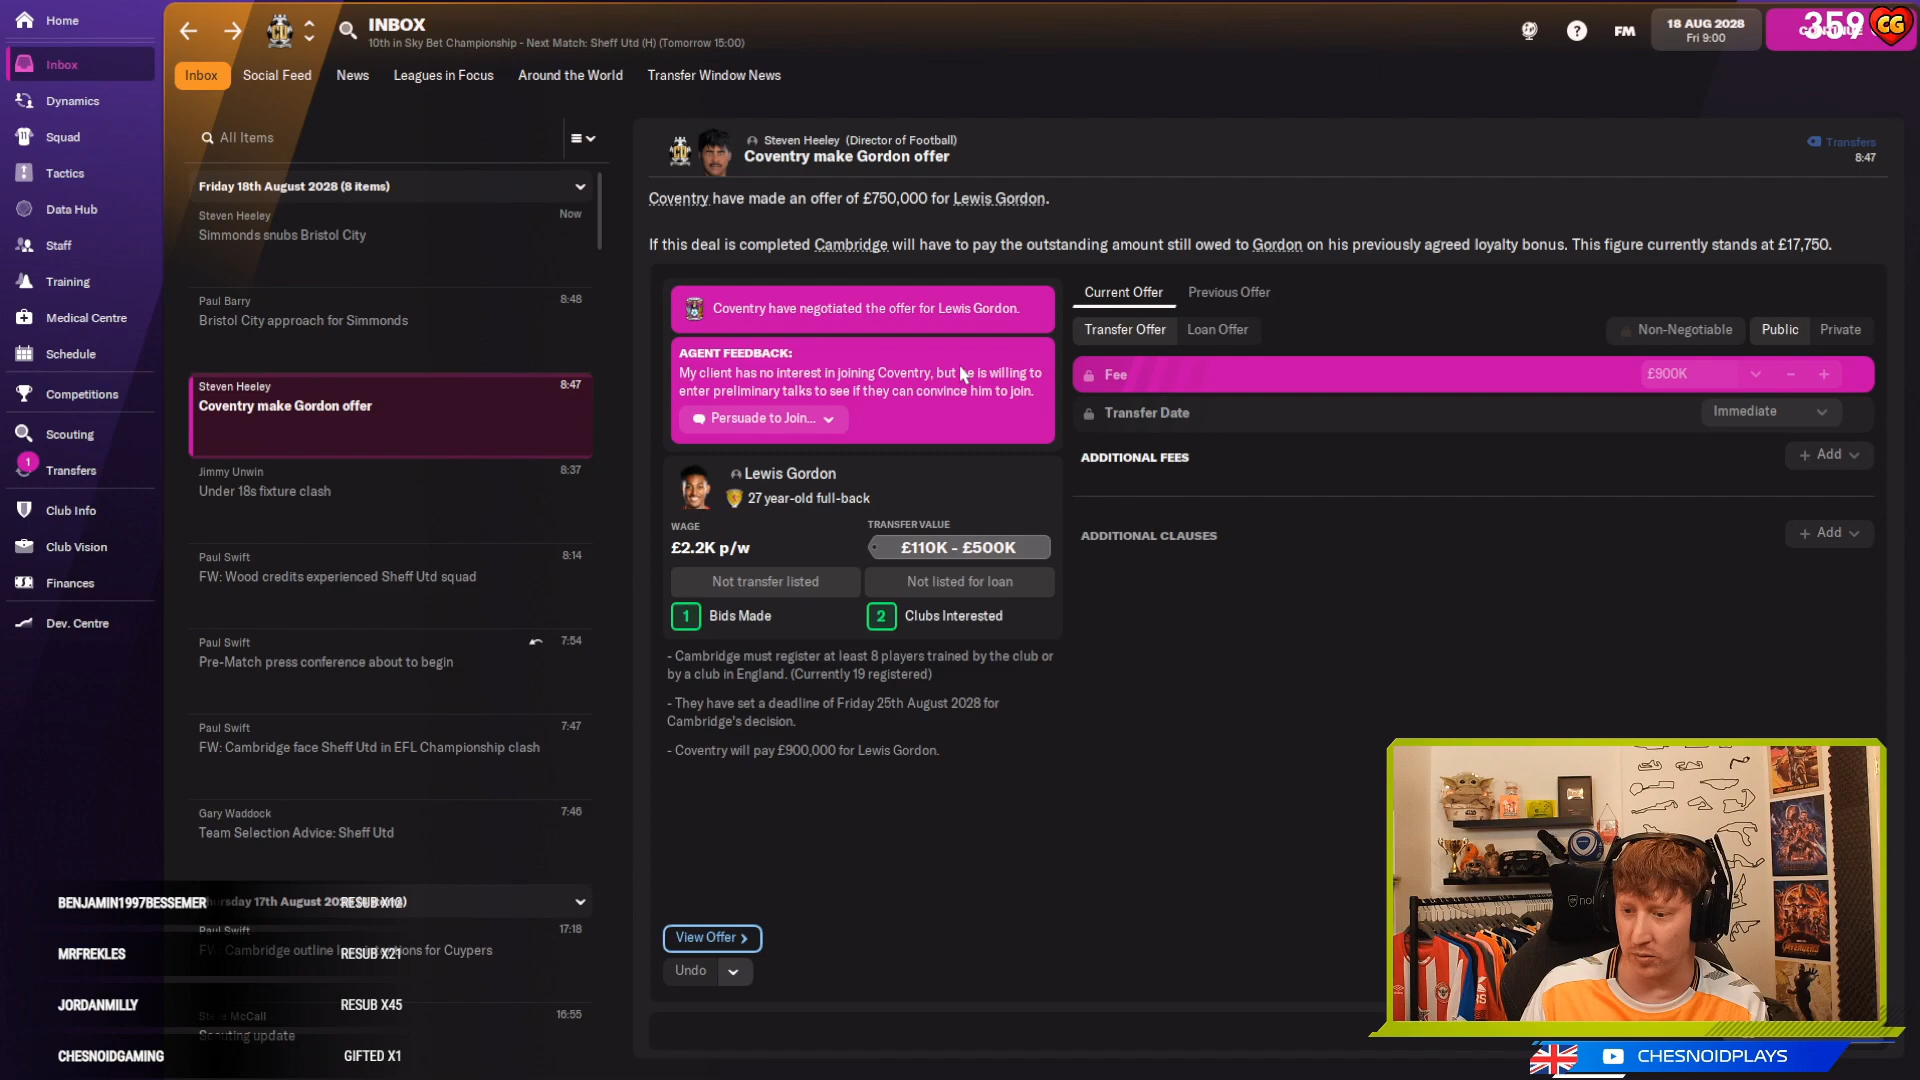 Home
Inbox
Dynamics
Squad
Tactics
Data Hub
Staff
Training
Medical Centre
Schedule
Competitions
Scouting
1
Transfers
Club Info
Club Vision
Finances
Dev. Centre
INBOX
10th in Sky Bet Championship - Next Match: Sheff Utd (H) (Tomorrow 15:00)
FM
18 AUG 2028
Fri 9:00
359
CG
Inbox
Social Feed
News
Leagues in Focus
Around the World
Transfer Window News
All Items
Friday 18th August 2028 (8 items)
Steven Heeley
Now
Simmonds snubs Bristol City
Paul Barry
8:48
Bristol City approach for Simmonds
Steven Heeley
8:47
Coventry make Gordon offer
Jimmy Unwin
8:37
Under 18s fixture clash
Paul Swift
8:14
FW: Wood credits experienced Sheff Utd squad
Paul Swift
7:54
Pre-Match press conference about to begin
Paul Swift
7:47
FW: Cambridge face Sheff Utd in EFL Championship clash
Gary Waddock
7:46
Team Selection Advice: Sheff Utd
BENJAMIN1997BESSEMER
Paul Swift
17:18
MRFREKLES
RESUB X21
JORDANMILLY
RESUB X45
16:55
Scouting update
CHESNOIDGAMING
GIFTED X1
Steven Heeley (Director of Football)
Coventry make Gordon offer
Transfers
8:47
Coventry have made an offer of £750,000 for Lewis Gordon.
If this deal is completed Cambridge will have to pay the outstanding amount still owed to Gordon on his previously agreed loyalty bonus. This figure currently stands at £17,750.
Coventry have negotiated the offer for Lewis Gordon.
AGENT FEEDBACK:
My client has no interest in joining Coventry, but he is willing to
enter preliminary talks to see if they can convince him to join.
Persuade to Join...
Lewis Gordon
27 year-old full-back
WAGE
TRANSFER VALUE
£2.2K p/w
£110K - £500K
Not transfer listed
Not listed for loan
1 Bids Made
2 Clubs Interested
- Cambridge must register at least 8 players trained by the club or
by a club in England. (Currently 19 registered)
- They have set a deadline of Friday 25th August 2028 for
Cambridge's decision.
- Coventry will pay £900,000 for Lewis Gordon.
View Offer
Undo
Current Offer
Previous Offer
Transfer Offer
Loan Offer
Non-Negotiable
Public
Private
Fee
£900K
Transfer Date
Immediate
ADDITIONAL FEES
+ Add
ADDITIONAL CLAUSES
+ Add
CHESNOIDPLAYS